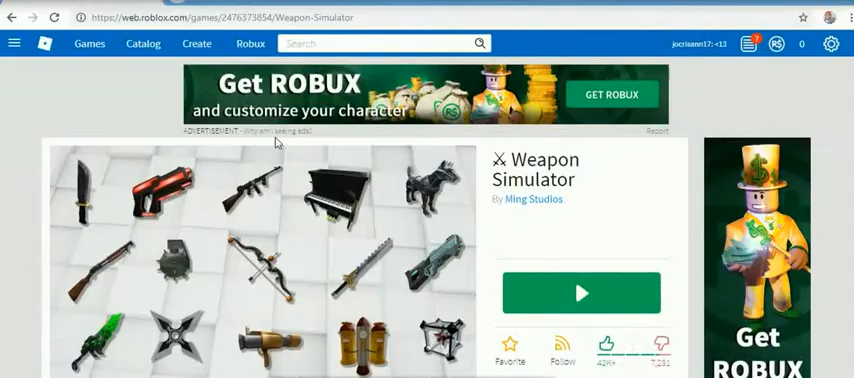 https://web.roblox.com/games/2476373854/Weapon-Simulator
Games Catalog Create Robux Search jocrisann17: <13 7 R$ 0
Get ROBUX
and customize your character
GET ROBUX
ADVERTISEMENT - Why am I seeing ads?
Report
Weapon
Simulator
By Ming Studios
Favorite Follow 42K+ 7,231
Get
ROBUX